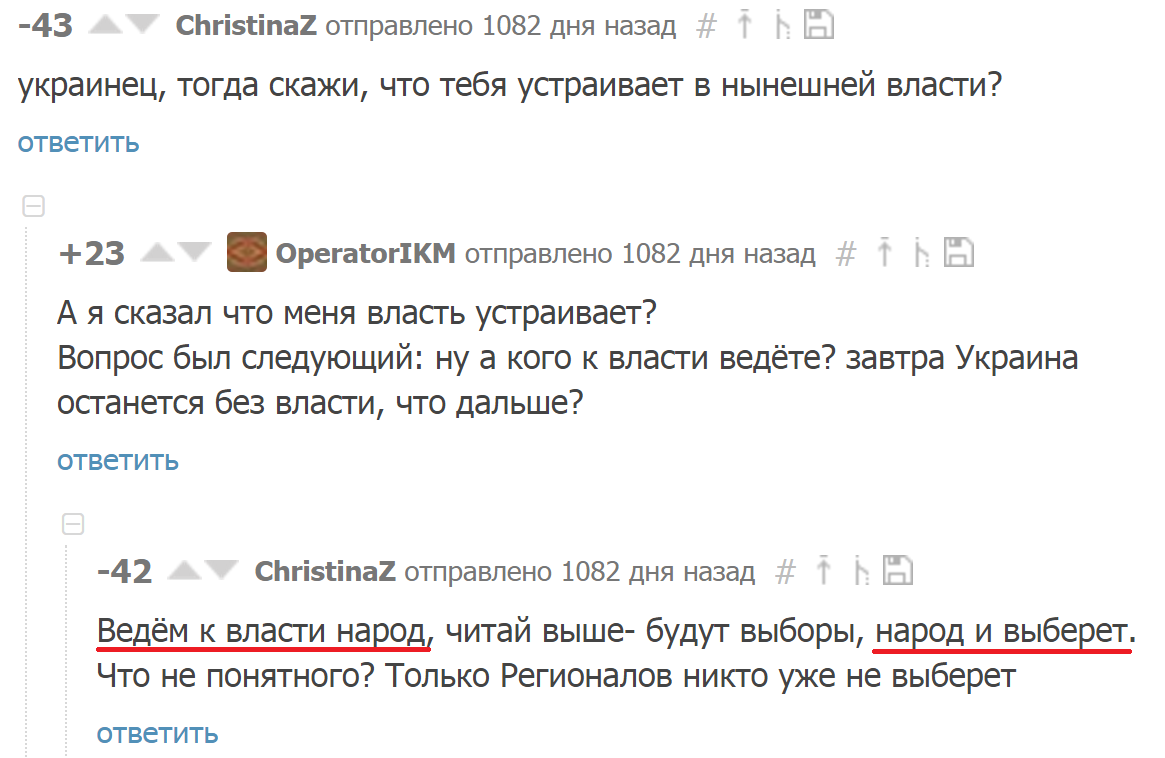 -43 ChristinaZ отправлено 1082 дня назад #
украинец, тогда скажи, что тебя устраивает в нынешней власти?
ответить
+23 OperatorIKM отправлено 1082 дня назад #
А я сказал что меня власть устраивает?
Вопрос был следующий: ну а кого к власти ведёте? завтра Украина
останется без власти, что дальше?
ответить
-42 ChristinaZ отправлено 1082 дня назад #
Ведём к власти народ, читай выше- будут выборы, народ и выберет.
Что не понятного? Только Регионалов никто уже не выберет
ответить